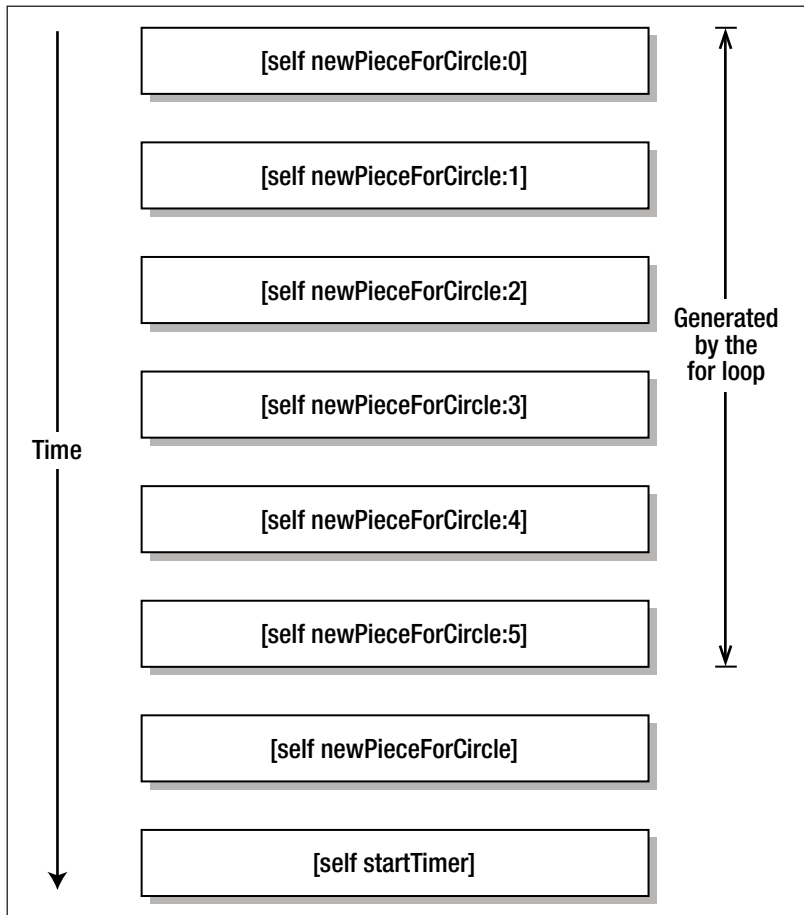 [self newPieceForCircle:0]
[self newPieceForCircle:1]
[self newPieceForCircle:2]
Generated
by the
for loop
[self newPieceForCircle:3]
Time
[self newPieceForCircle:4]
[self newPieceForCircle:5]
[self newPieceForCircle]
[self startTimer]